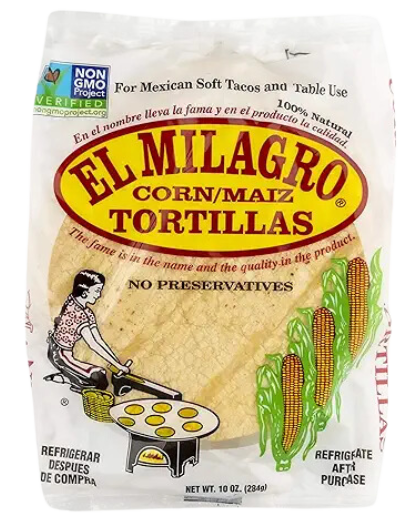 NON
GMO
Project
VERIFIED
nongmoproject.org
For Mexican Soft Tacos and Table Use
100% Natural
En el nombre lleva la fama y en el producto la calidad.
EL MILAGRO®
CORN/MAIZ
TORTILLAS
The fame is in the name and the quality in the product.
NO PRESERVATIVES
®
REFRIGERAR
DESPUES
DE COMPRA
REFRIGERATE
AFTER
PURCHASE
NET WT. 10 OZ. (284g)
TILLAS